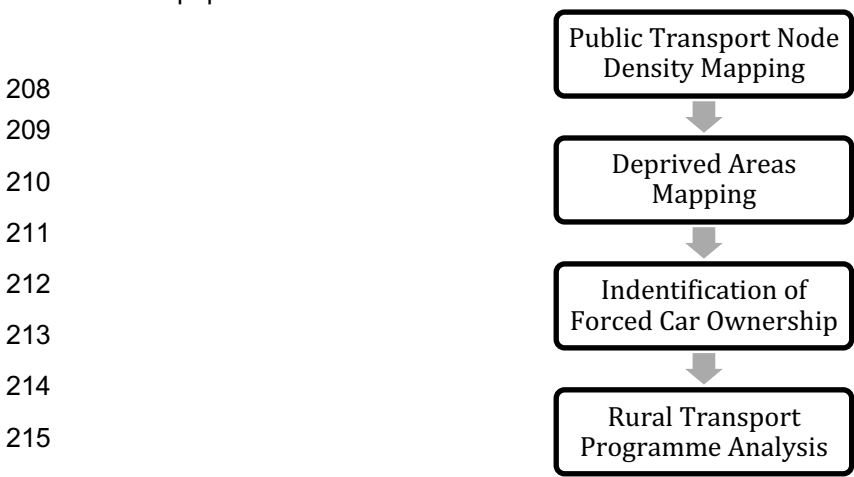 Public Transport Node
Density Mapping
208
209
Deprived Areas
Mapping
210
211
Indentification of
Forced Car Ownership
212
213
214
Rural Transport
Programme Analysis
215